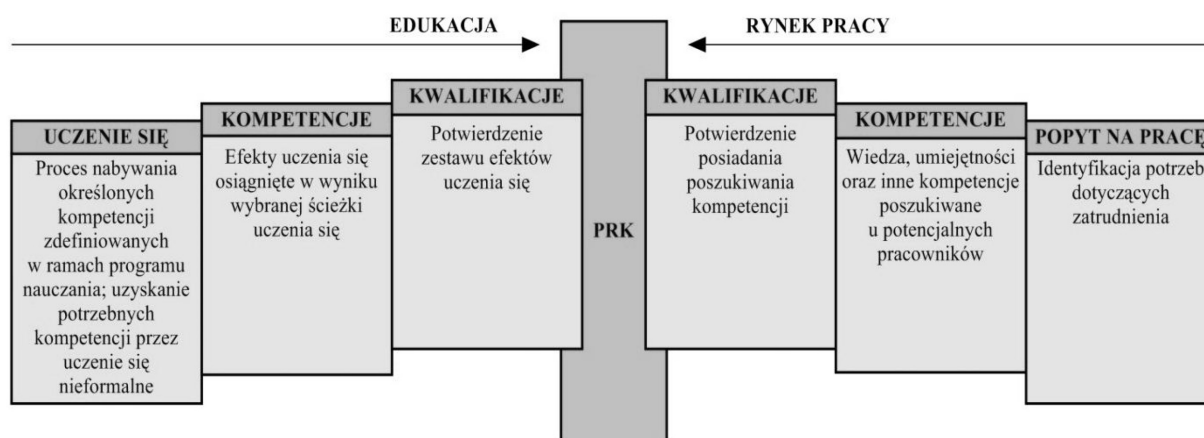 EDUKACJA
RYNEK PRACY
UCZENIE SIĘ
Proces nabywania
określonych
kompetencji
zdefiniowanych
w ramach programu
nauczania; uzyskanie
potrzebnych
kompetencji przez
uczenie się
nieformalne
KOMPETENCJE
Efekty uczenia się
osiągnięte w wyniku
wybranej ścieżki
uczenia się
KWALIFIKACJE
Potwierdzenie
zestawu efektów
uczenia się
PRK
KWALIFIKACJE
Potwierdzenie
posiadania
poszukiwania
kompetencji
KOMPETENCJE
Wiedza, umiejętności
oraz inne kompetencje
poszukiwane
u potencjalnych
pracowników
POPYT NA PRACĘ
Identyfikacja potrzeb
dotyczących
zatrudnienia